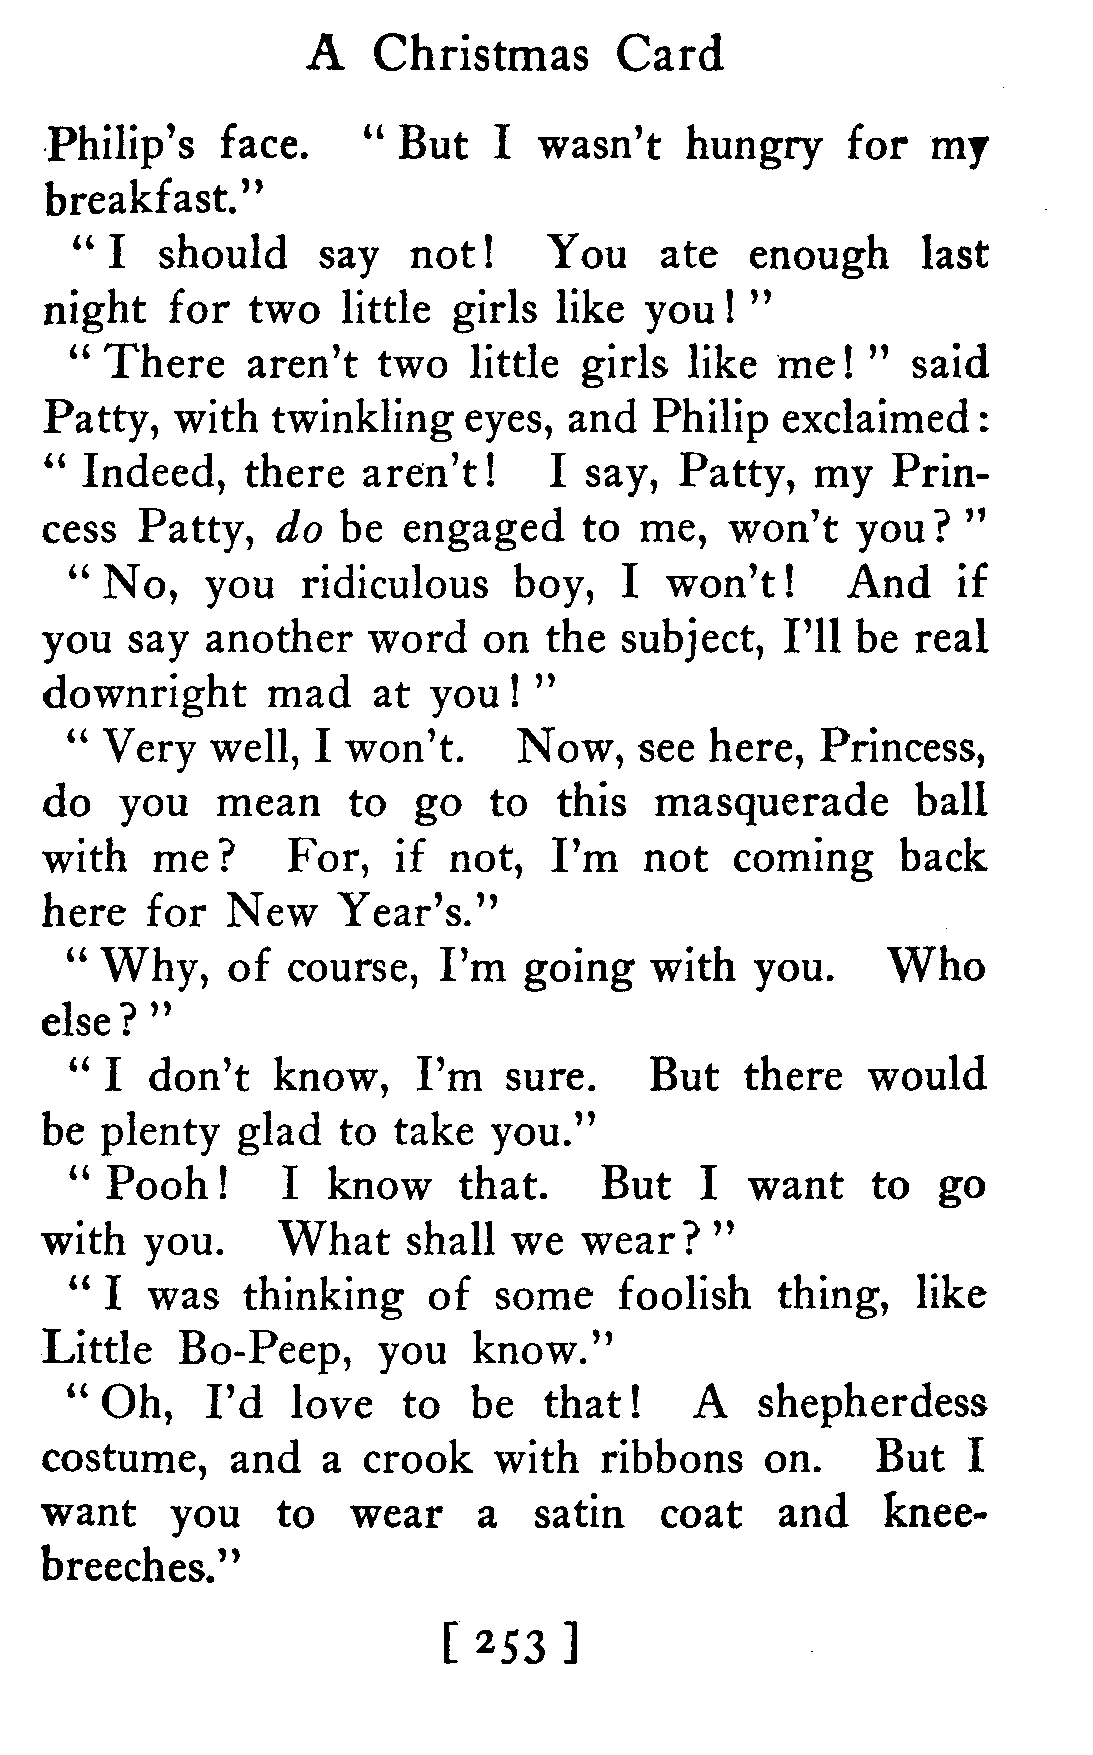 A Christmas Card
Philip's face. "But I wasn't hungry for my
breakfast."
"I should say not! You ate enough last
night for two little girls like you!"
"There aren't two little girls like me!" said
Patty, with twinkling eyes, and Philip exclaimed:
"Indeed, there aren't! I say, Patty, my Prin-
cess Patty, do be engaged to me, won't you?"
"No, you ridiculous boy, I won't! And if
you say another word on the subject, I'll be real
downright mad at you!"
"Very well, I won't. Now, see here, Princess,
do you mean to go to this masquerade ball
with me? For, if not, I'm not coming back
here for New Year's."
"Why, of course, I'm going with you. Who
else?"
"I don't know, I'm sure. But there would
be plenty glad to take you."
"Pooh! I know that. But I want to go
with you. What shall we wear?"
"I was thinking of some foolish thing, like
Little Bo-Peep, you know."
"Oh, I'd love to be that! A shepherdess
costume, and a crook with ribbons on. But I
want you to wear a satin coat and knee-
breeches."
[ 253 ]